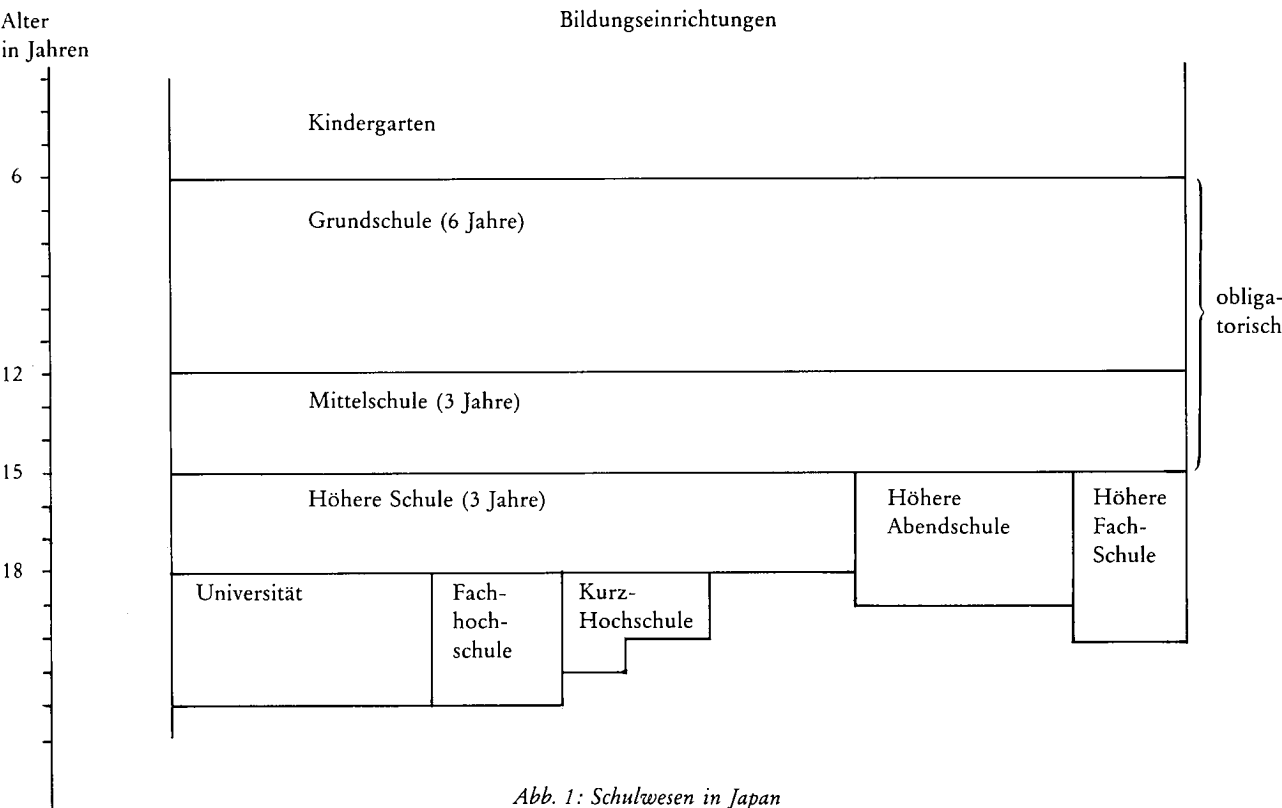 Alter
in Jahren
Bildungseinrichtungen
Kindergarten
6
Grundschule (6 Jahre)
obliga-
torisch
12
Mittelschule (3 Jahre)
15
Höhere Schule (3 Jahre)
Höhere
Abendschule
Höhere
Fach-
Schule
18
Universität
Fach-
hoch-
schule
Kurz-
Hochschule
Abb. 1: Schulwesen in Japan